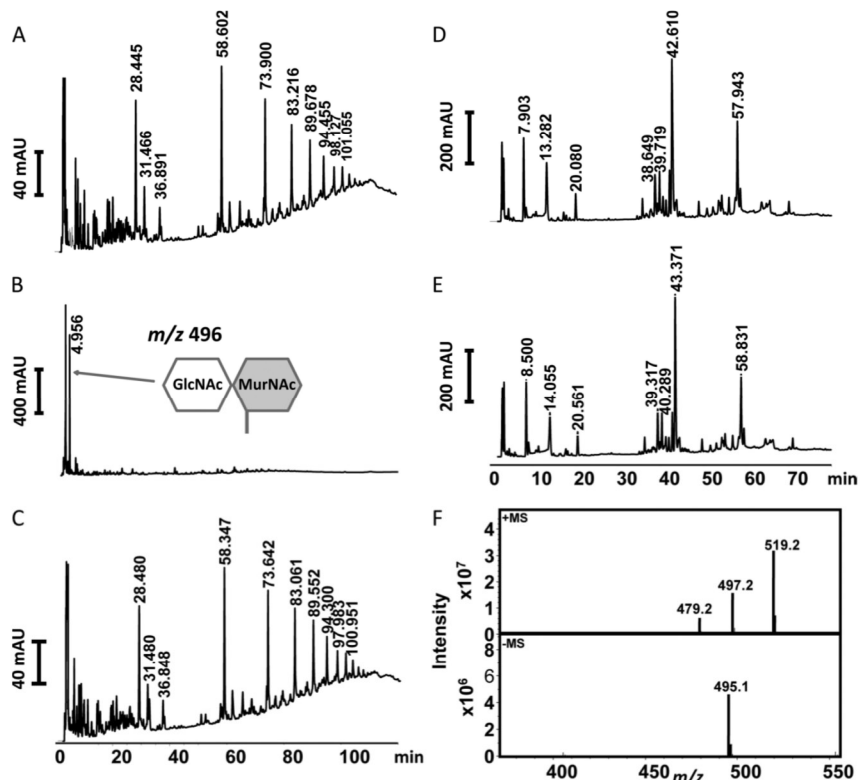 A
40 mAU
28.445
31.466
36.891
58.602
73.900
83.216
89.678
94.455
98.127
101.055
B
400 mAU
4.956
m/z 496
GlcNAc
MurNAc
C
40 mAU
28.480
31.480
36.848
58.347
73.642
83.061
89.552
94.300
97.983
100.951
0 20 40 60 80 100 min
D
200 mAU
7.903
13.282
20.080
38.649
39.719
42.610
57.943
E
200 mAU
8.500
14.055
20.561
39.317
40.289
43.371
58.831
0 10 20 30 40 50 60 70 min
F
+MS
4
3
2
1
0
x10⁷
479.2
497.2
519.2
Intensity
-MS
8
6
4
2
0
x10⁶
495.1
400 450 m/z 500 550